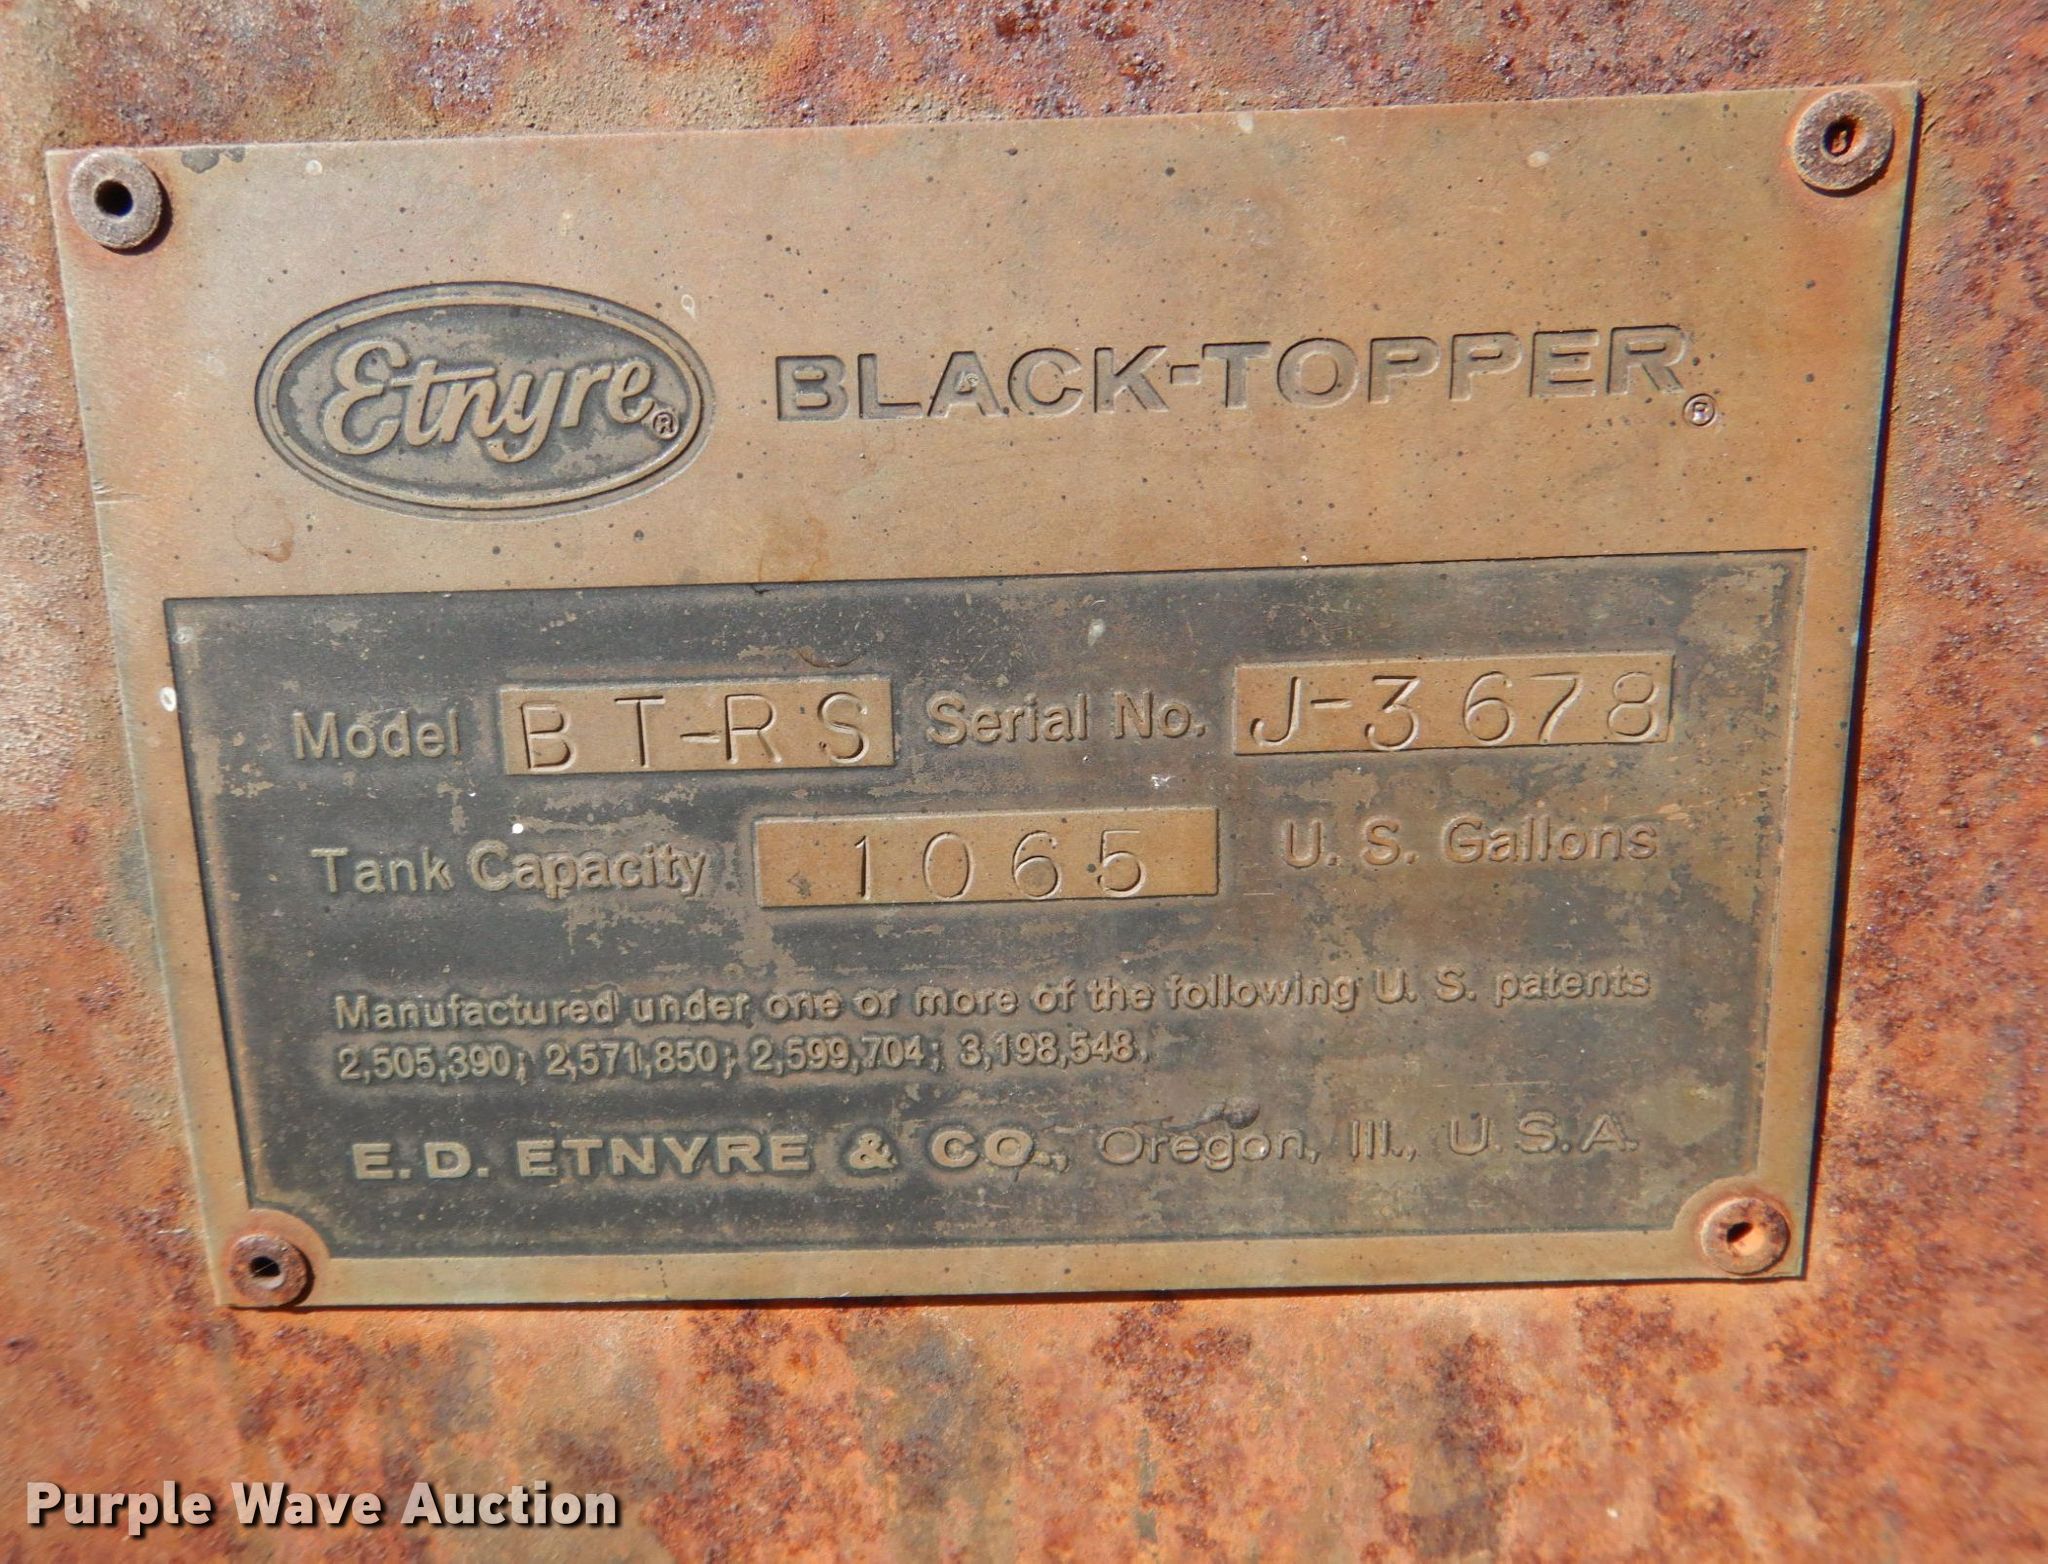 Etnyre® BLACK-TOPPER®
Model BT-RS Serial No. J-3678
Tank Capacity 1065 U. S. Gallons
Manufactured under one or more of the following U. S. patents
2,505,390; 2,571,850; 2,599,704; 3,198,548.
E. D. ETNYRE & CO., Oregon, Ill., U. S. A.
Purple Wave Auction